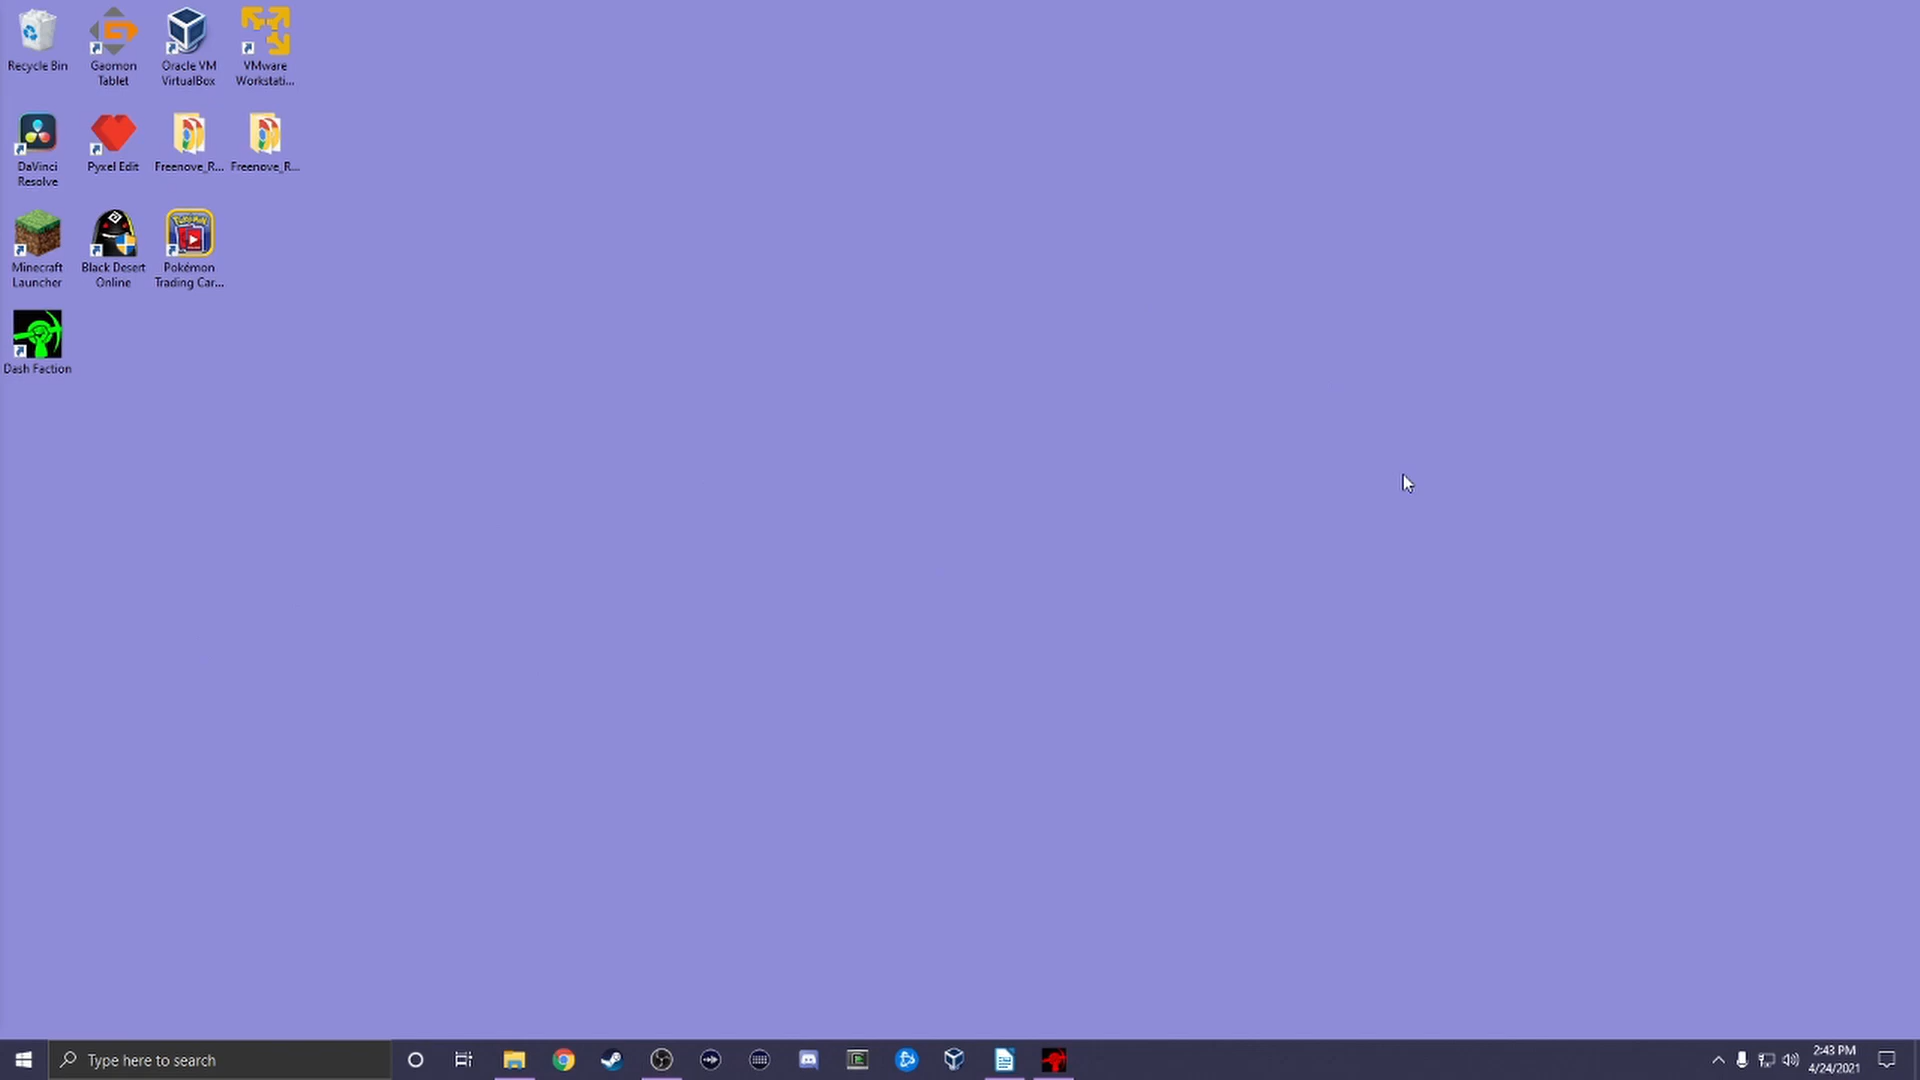 Recycle Bin
Gaomon
Tablet
Oracle VM
VirtualBox
VMware
Workstati...
DaVinci
Resolve
Pyxel Edit
Freenove_R...
Freenove_R...
Minecraft
Launcher
Black Desert
Online
Pokémon
Trading Car...
Dash Faction
Type here to search
2:43 PM
4/24/2021